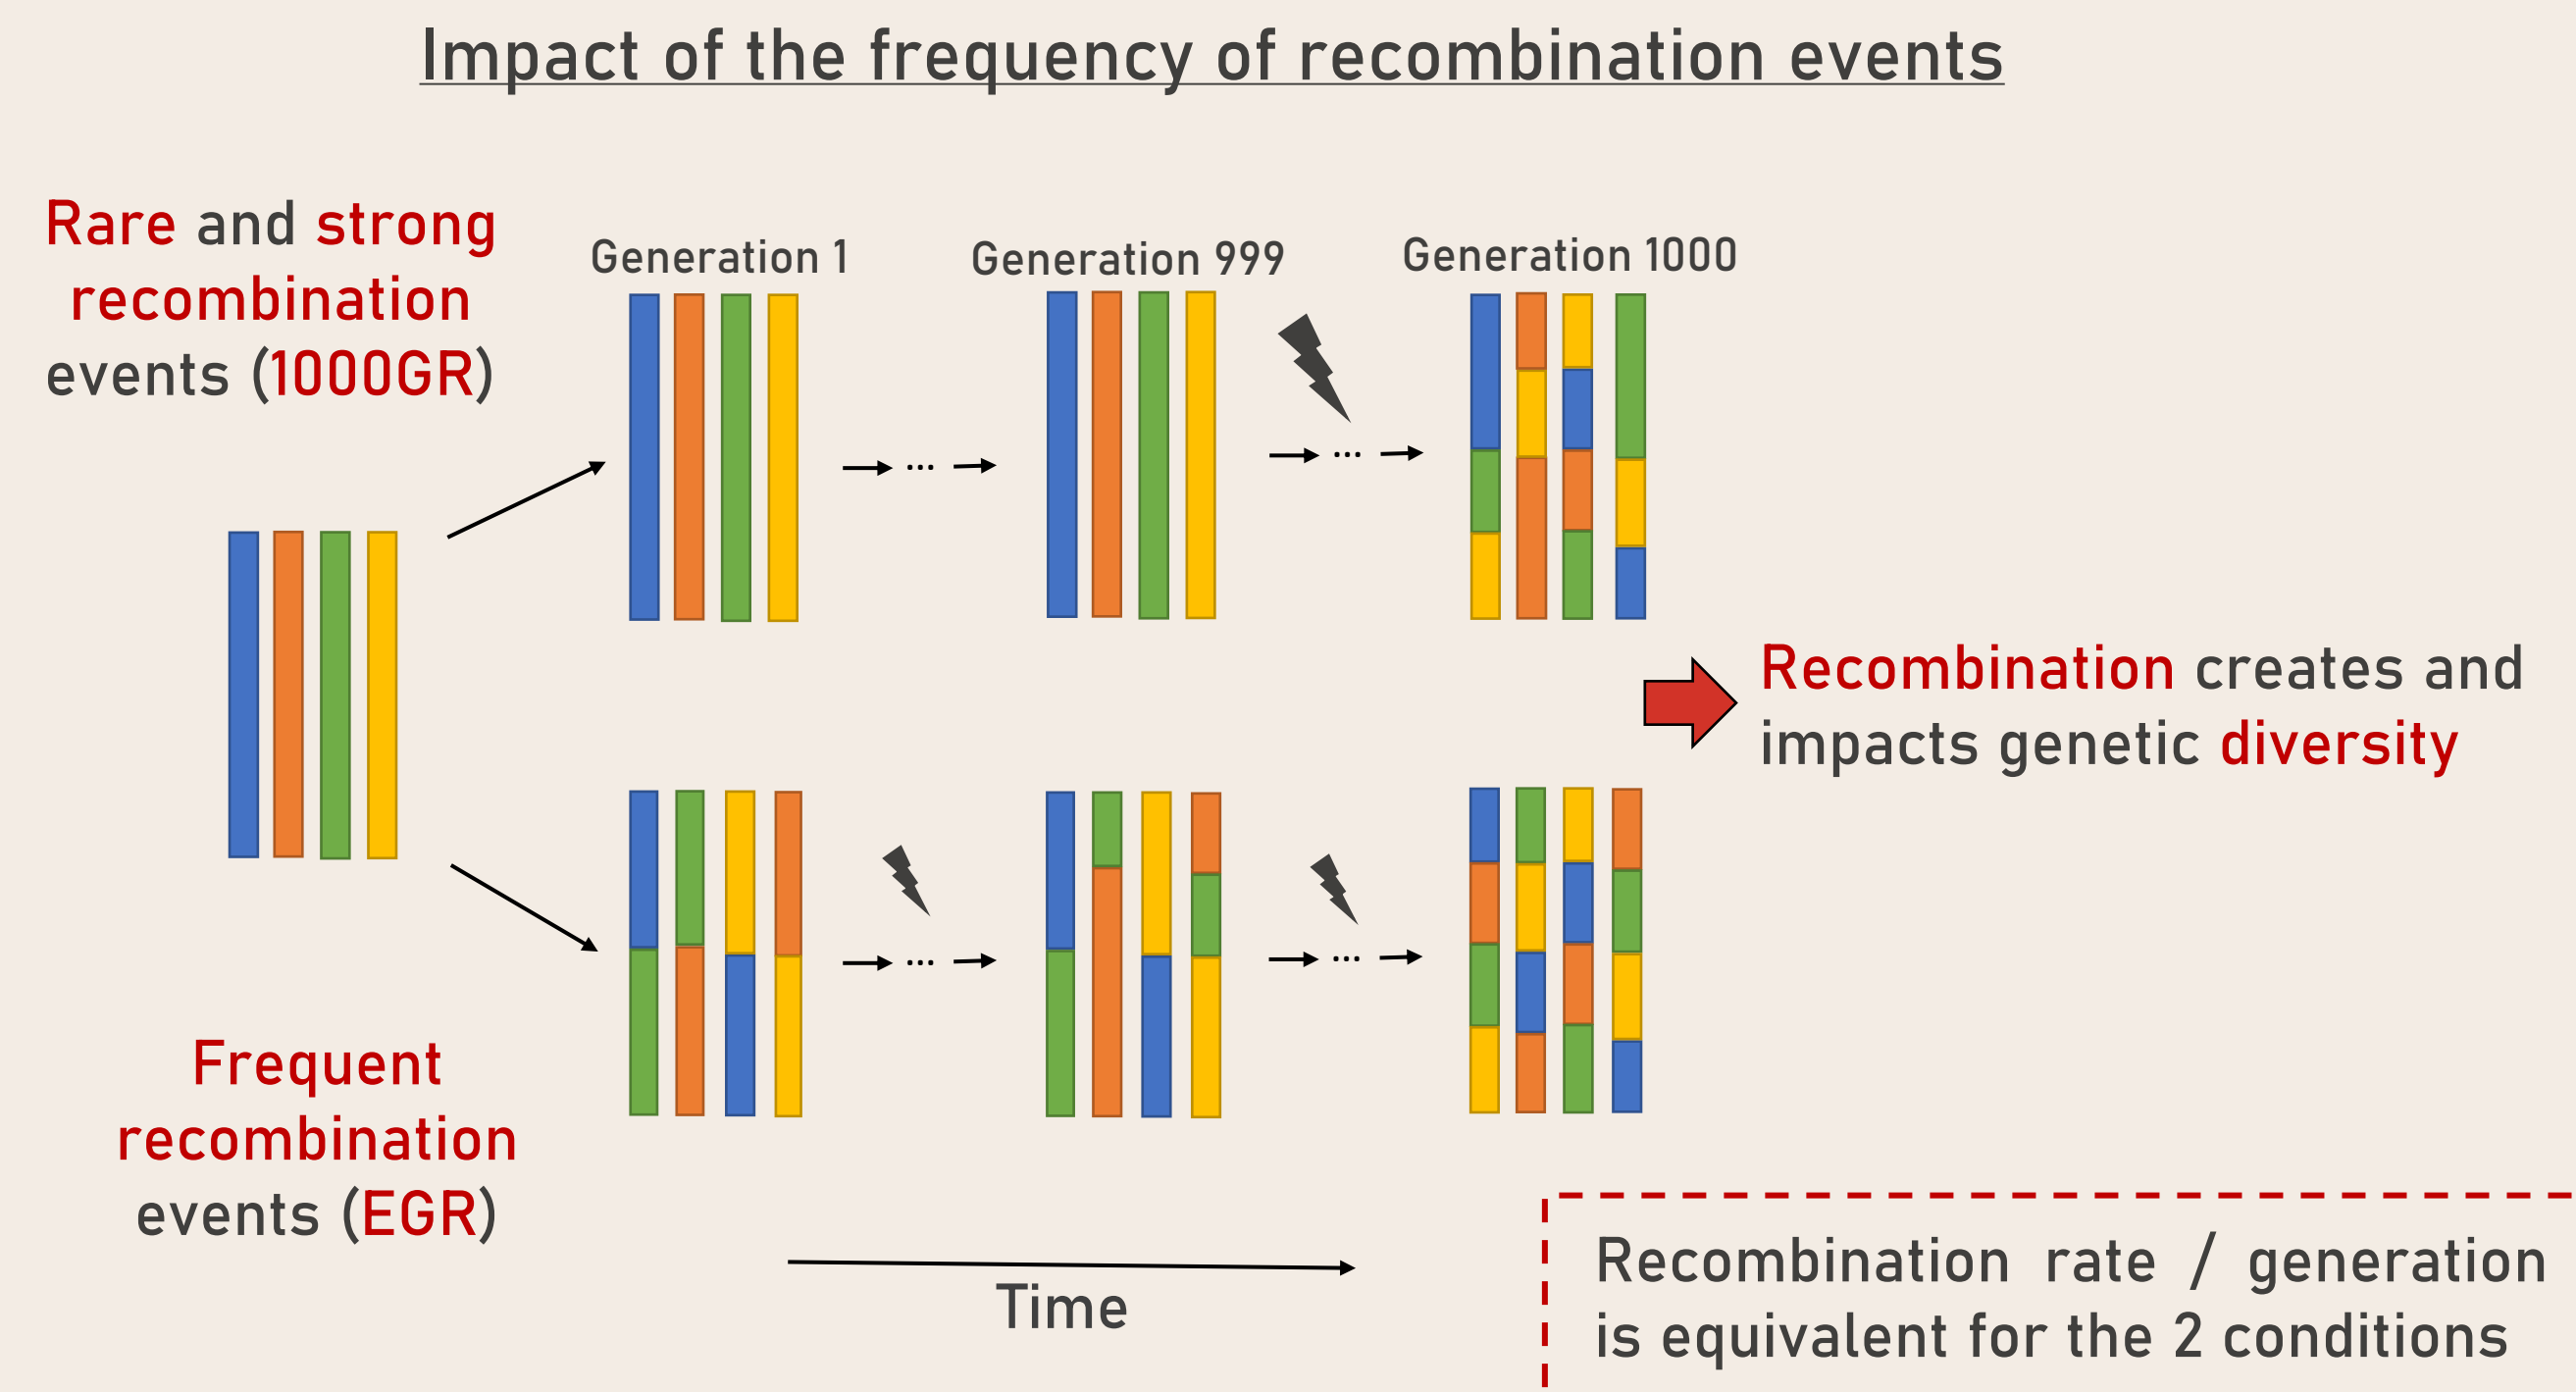 Impact of the frequency of recombination events
Rare and strong
recombination
events (1000GR)
Generation 1
Generation 999
Generation 1000
...
...
Recombination creates and
impacts genetic diversity
...
...
Frequent
recombination
events (EGR)
Time
Recombination rate / generation
is equivalent for the 2 conditions